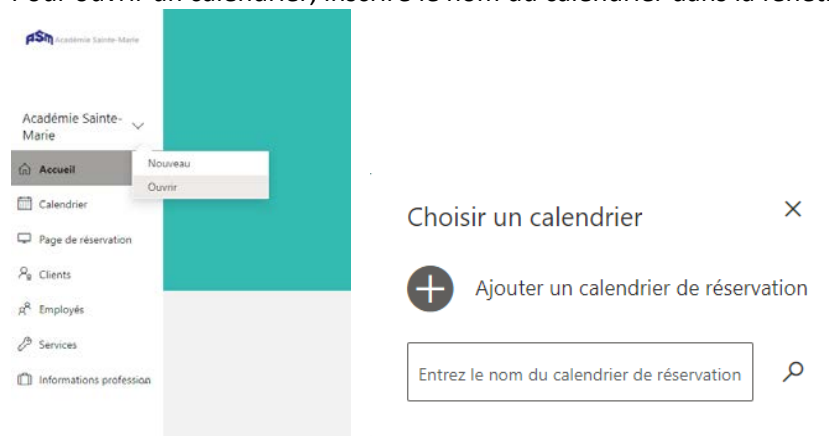 Pour ouvrir un calendrier, inscrire le nom du calendrier dans la fenêt
ASM Académie Sainte-Marie
Académie Sainte-
Marie
Accueil
Nouveau
Ouvrir
Calendrier
Page de réservation
Clients
Employés
Services
Informations profession
Choisir un calendrier
Ajouter un calendrier de réservation
Entrez le nom du calendrier de réservation